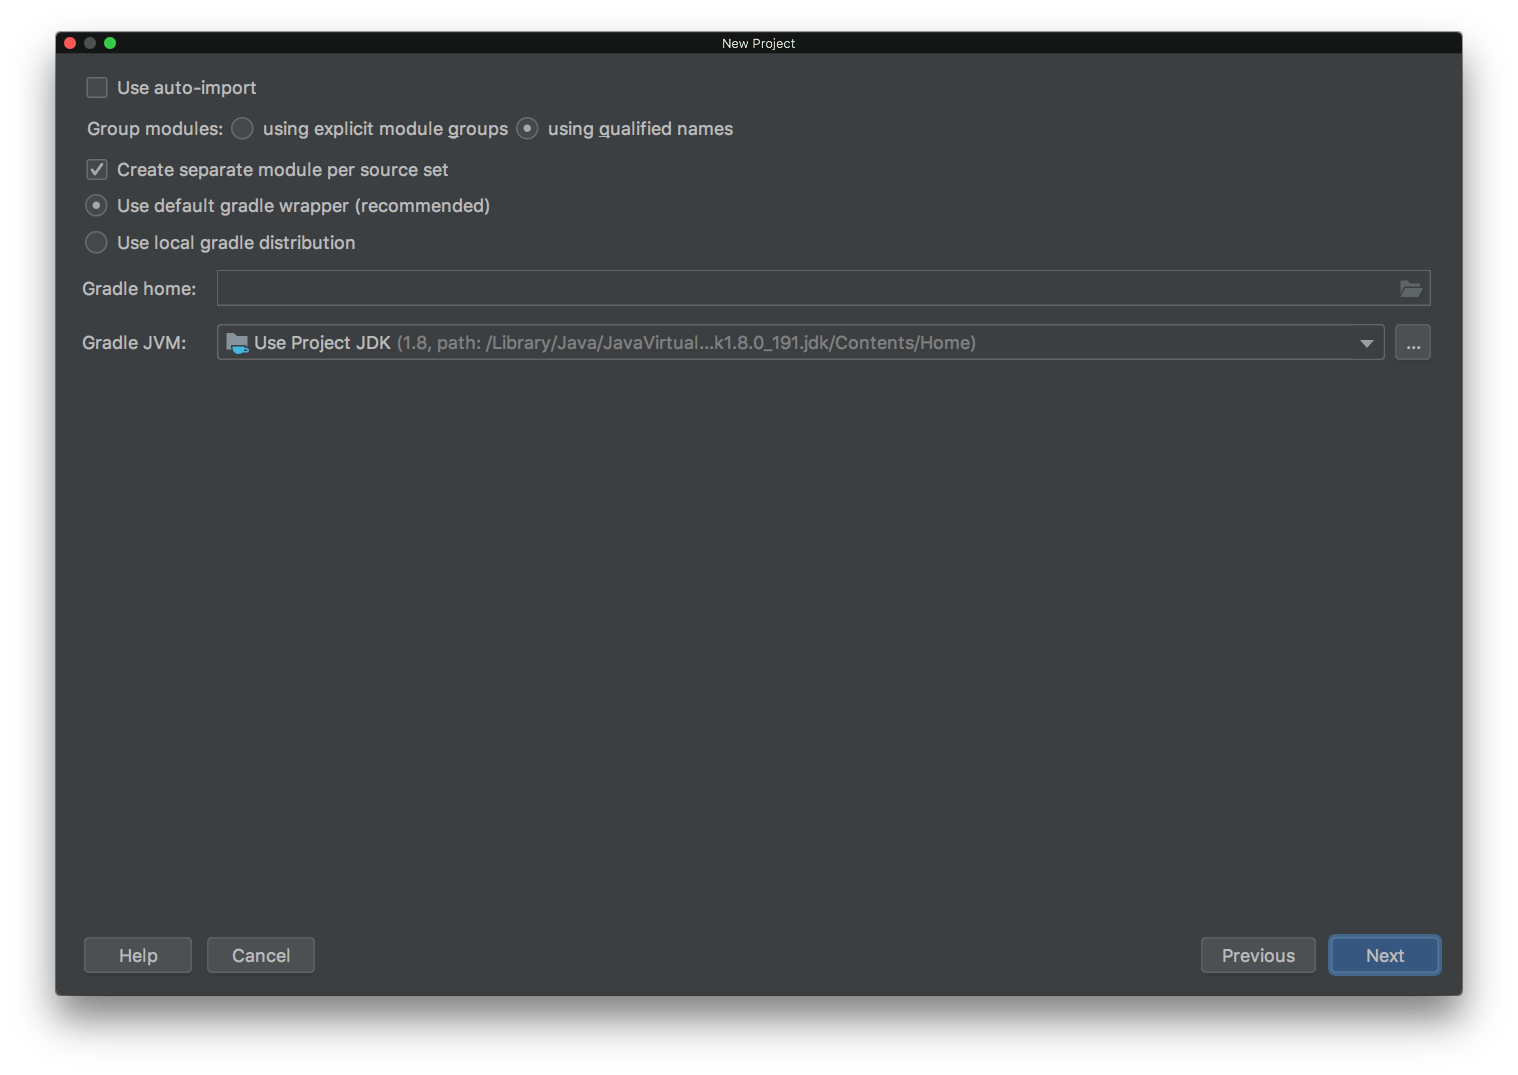 New Project
Use auto-import
Group modules: using explicit module groups using qualified names
Create separate module per source set
Use default gradle wrapper (recommended)
Use local gradle distribution
Gradle home:
Gradle JVM: Use Project JDK (1.8, path: /Library/Java/JavaVirtual...k1.8.0_191.jdk/Contents/Home) ...
Help Cancel Previous Next